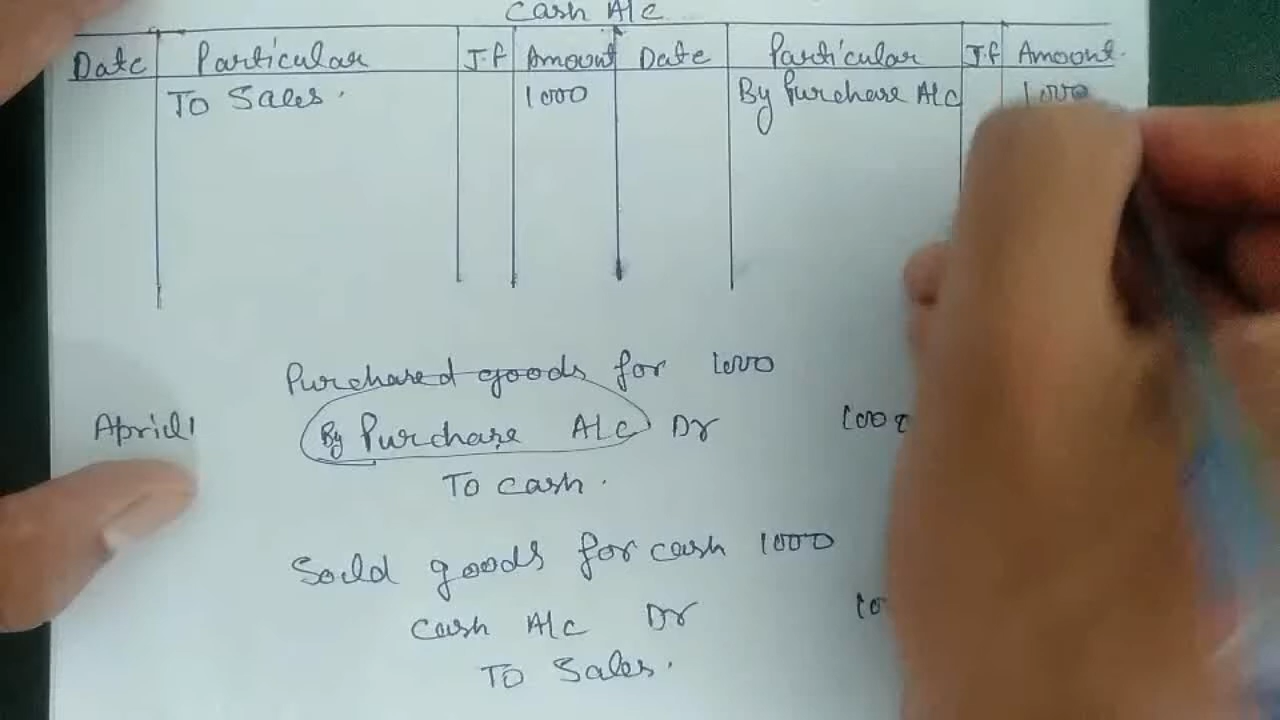 Cash A/c
Date Particular J.f Amount Date Particular J.f Amount.
To Sales. 1000 By Purchase A/c 1000
Purchased goods for 1000
April 1 By Purchase A/c Dr
To cash.
Sold goods for cash 1000
Cash A/c Dr
To Sales.